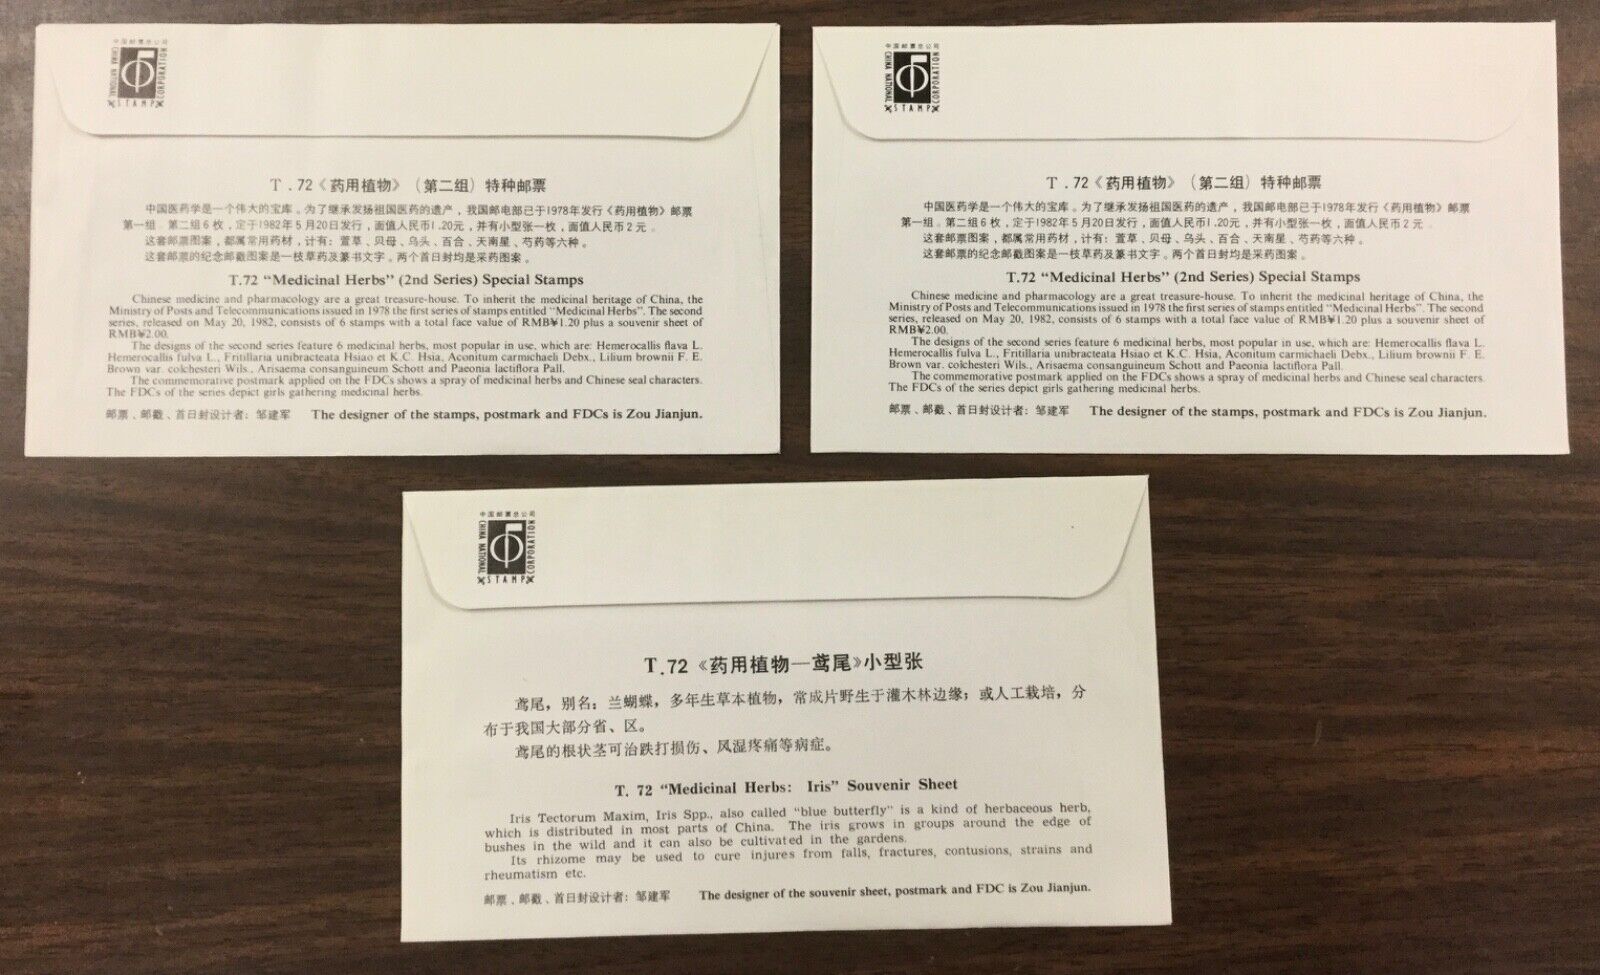 中国邮票总公司
CHINA NATIONAL
STAMP
CORPORATION
T.72《药用植物》(第二组)特种邮票
中国医药学是一个伟大的宝库。为了继承发扬祖国医药的遗产，我国邮电部已于1978年发行《药用植物》邮票
第一组。第二组6枚，定于1982年5月20日发行，面值人民币1.20元，并有小型张一枚，面值人民币2元。
这套邮票图案，都属常用药材，计有：萱草、贝母、乌头、百合、天南星、芍药等六种。
这套邮票的纪念邮戳图案是一枝草药及篆书文字。两个首日封均是采药图案。
T.72 “Medicinal Herbs” (2nd Series) Special Stamps
Chinese medicine and pharmacology are a great treasure-house. To inherit the medicinal heritage of China, the
Ministry of Posts and Telecommunications issued in 1978 the first series of stamps entitled “Medicinal Herbs”. The second
series, released on May 20, 1982, consists of 6 stamps with a total face value of RMB¥1.20 plus a souvenir sheet of
RMB¥2.00.
The designs of the second series feature 6 medicinal herbs, most popular in use, which are: Hemerocallis flava L.
Hemerocallis fulva L., Fritillaria unibracteata Hsiao et K.C. Hsia, Aconitum carmichaeli Debx., Lilium brownii F. E.
Brown var. colchesteri Wils., Arisaema consanguineum Schott and Paeonia lactiflora Pall.
The commemorative postmark applied on the FDCs shows a spray of medicinal herbs and Chinese seal characters.
The FDCs of the series depict girls gathering medicinal herbs.
邮票、邮戳、首日封设计者：邹建军 The designer of the stamps, postmark and FDCs is Zou Jianjun.
中国邮票总公司
CHINA NATIONAL
STAMP
CORPORATION
T.72《药用植物》(第二组)特种邮票
中国医药学是一个伟大的宝库。为了继承发扬祖国医药的遗产，我国邮电部已于1978年发行《药用植物》邮票
第一组。第二组6枚，定于1982年5月20日发行，面值人民币1.20元，并有小型张一枚，面值人民币2元。
这套邮票图案，都属常用药材，计有：萱草、贝母、乌头、百合、天南星、芍药等六种。
这套邮票的纪念邮戳图案是一枝草药及篆书文字。两个首日封均是采药图案。
T.72 “Medicinal Herbs” (2nd Series) Special Stamps
Chinese medicine and pharmacology are a great treasure-house. To inherit the medicinal heritage of China, the
Ministry of Posts and Telecommunications issued in 1978 the first series of stamps entitled “Medicinal Herbs”. The second
series, released on May 20, 1982, consists of 6 stamps with a total face value of RMB¥1.20 plus a souvenir sheet of
RMB¥2.00.
The designs of the second series feature 6 medicinal herbs, most popular in use, which are: Hemerocallis flava L.
Hemerocallis fulva L., Fritillaria unibracteata Hsiao et K.C. Hsia, Aconitum carmichaeli Debx., Lilium brownii F. E.
Brown var. colchesteri Wils., Arisaema consanguineum Schott and Paeonia lactiflora Pall.
The commemorative postmark applied on the FDCs shows a spray of medicinal herbs and Chinese seal characters.
The FDCs of the series depict girls gathering medicinal herbs.
邮票、邮戳、首日封设计者：邹建军 The designer of the stamps, postmark and FDCs is Zou Jianjun.
中国邮票总公司
CHINA NATIONAL
STAMP
CORPORATION
T.72《药用植物—鸢尾》小型张
鸢尾，别名：兰蝴蝶，多年生草本植物，常成片野生于灌木林边缘；或人工栽培，分
布于我国大部分省、区。
鸢尾的根状茎可治跌打损伤、风湿疼痛等病症。
T. 72 “Medicinal Herbs: Iris” Souvenir Sheet
Iris Tectorum Maxim, Iris Spp., also called “blue butterfly” is a kind of herbaceous herb,
which is distributed in most parts of China. The iris grows in groups around the edge of
bushes in the wild and it can also be cultivated in the gardens.
Its rhizome may be used to cure injures from falls, fractures, contusions, strains and
rheumatism etc.
邮票、邮戳、首日封设计者：邹建军 The designer of the souvenir sheet, postmark and FDC is Zou Jianjun.